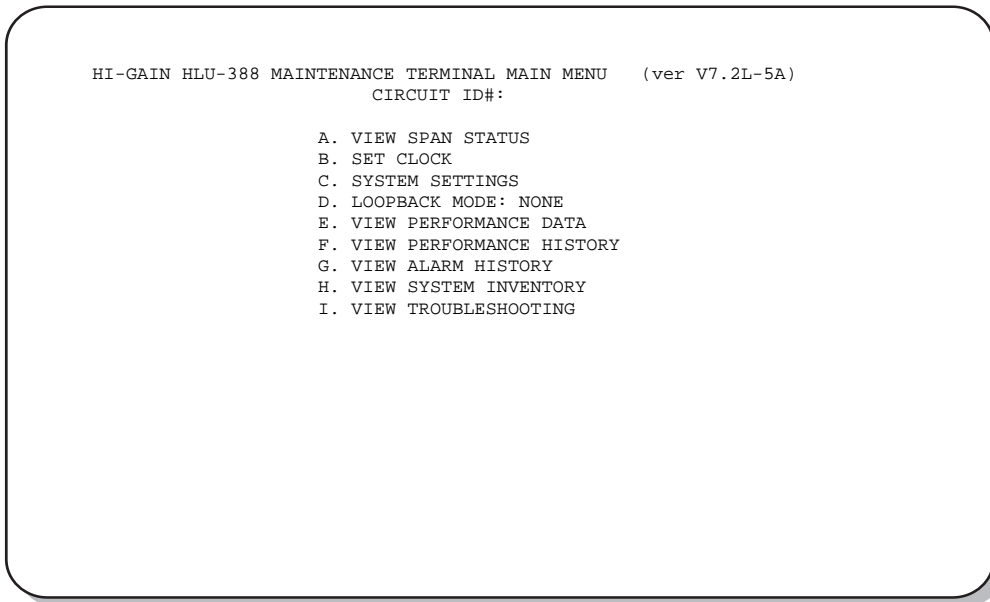 HI-GAIN HLU-388 MAINTENANCE TERMINAL MAIN MENU (ver V7.2L-5A)
CIRCUIT ID#:
A. VIEW SPAN STATUS
B. SET CLOCK
C. SYSTEM SETTINGS
D. LOOPBACK MODE: NONE
E. VIEW PERFORMANCE DATA
F. VIEW PERFORMANCE HISTORY
G. VIEW ALARM HISTORY
H. VIEW SYSTEM INVENTORY
I. VIEW TROUBLESHOOTING